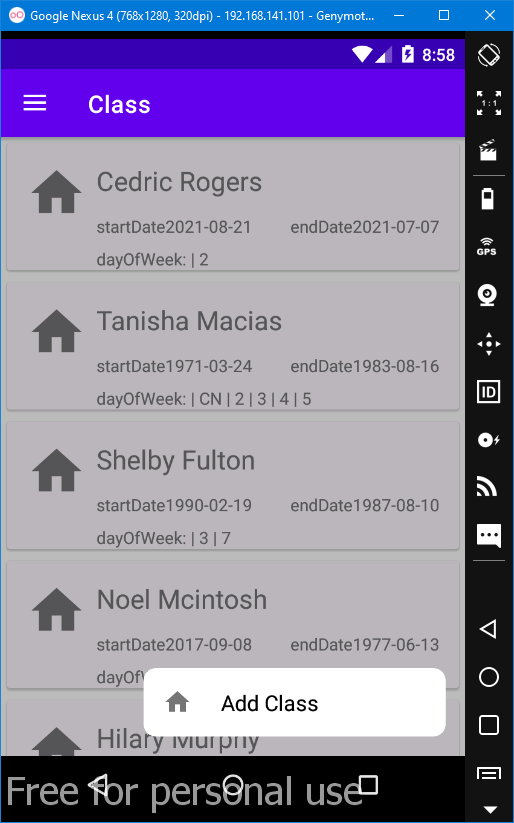 Google Nexus 4 (768x1280, 320dpi) - 192.168.141.101 - Genymot...
8:58
Class
1:1
Cedric Rogers
startDate2021-08-21 endDate2021-07-07
dayOfWeek: | 2
GPS
Tanisha Macias
startDate1971-03-24 endDate1983-08-16
dayOfWeek: | CN | 2 | 3 | 4 | 5
ID
Shelby Fulton
startDate1990-02-19 endDate1987-08-10
dayOfWeek: | 3 | 7
Noel Mcintosh
startDate2017-09-08 endDate1977-06-13
Add Class
Hilary Murphy
Free for personal use